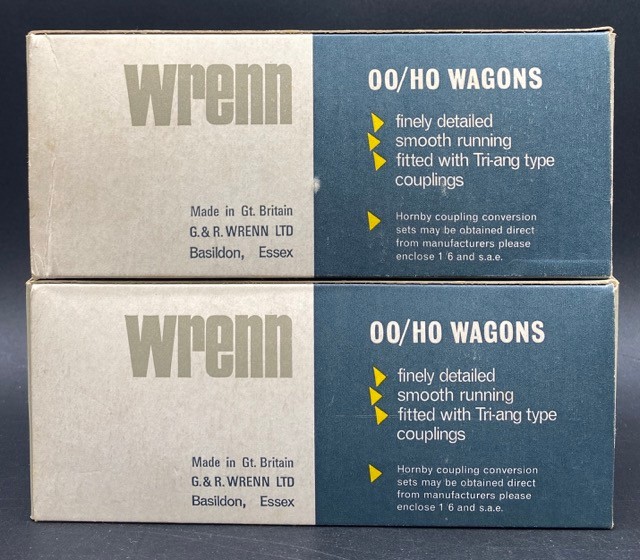 wrenn
Made in Gt. Britain
G. & R. WRENN LTD
Basildon, Essex
OO/HO WAGONS
finely detailed
smooth running
fitted with Tri-ang type
couplings
Hornby coupling conversion
sets may be obtained direct
from manufacturers please
enclose 1'6 and s.a.e.
wrenn
Made in Gt. Britain
G. & R. WRENN LTD
Basildon, Essex
OO/HO WAGONS
finely detailed
smooth running
fitted with Tri-ang type
couplings
Hornby coupling conversion
sets may be obtained direct
from manufacturers please
enclose 1'6 and s.a.e.